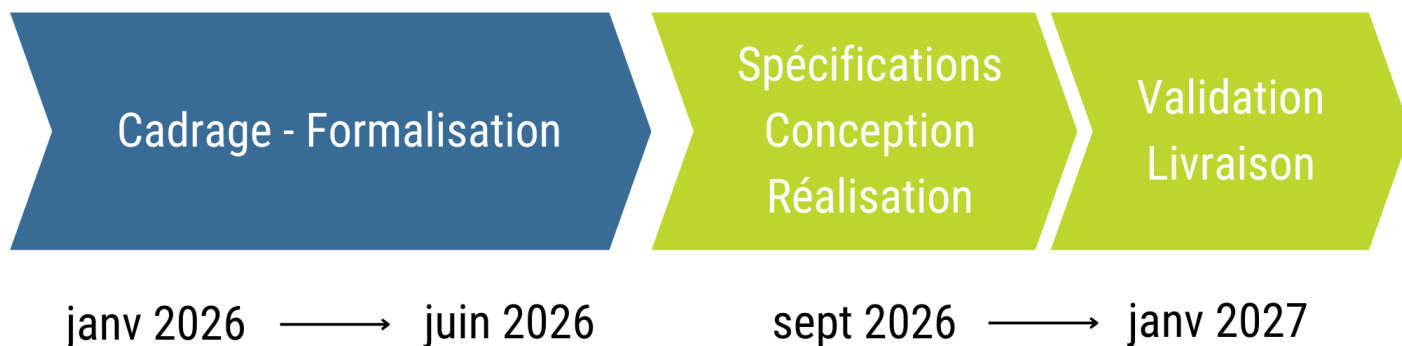 Cadrage - Formalisation
Spécifications
Conception
Réalisation
Validation
Livraison
janv 2026 → juin 2026
sept 2026 → janv 2027